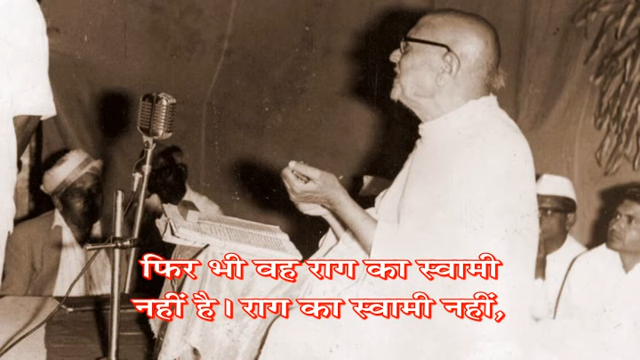 फिर भी वह राग का स्वामी
नहीं है। राग का स्वामी नहीं,